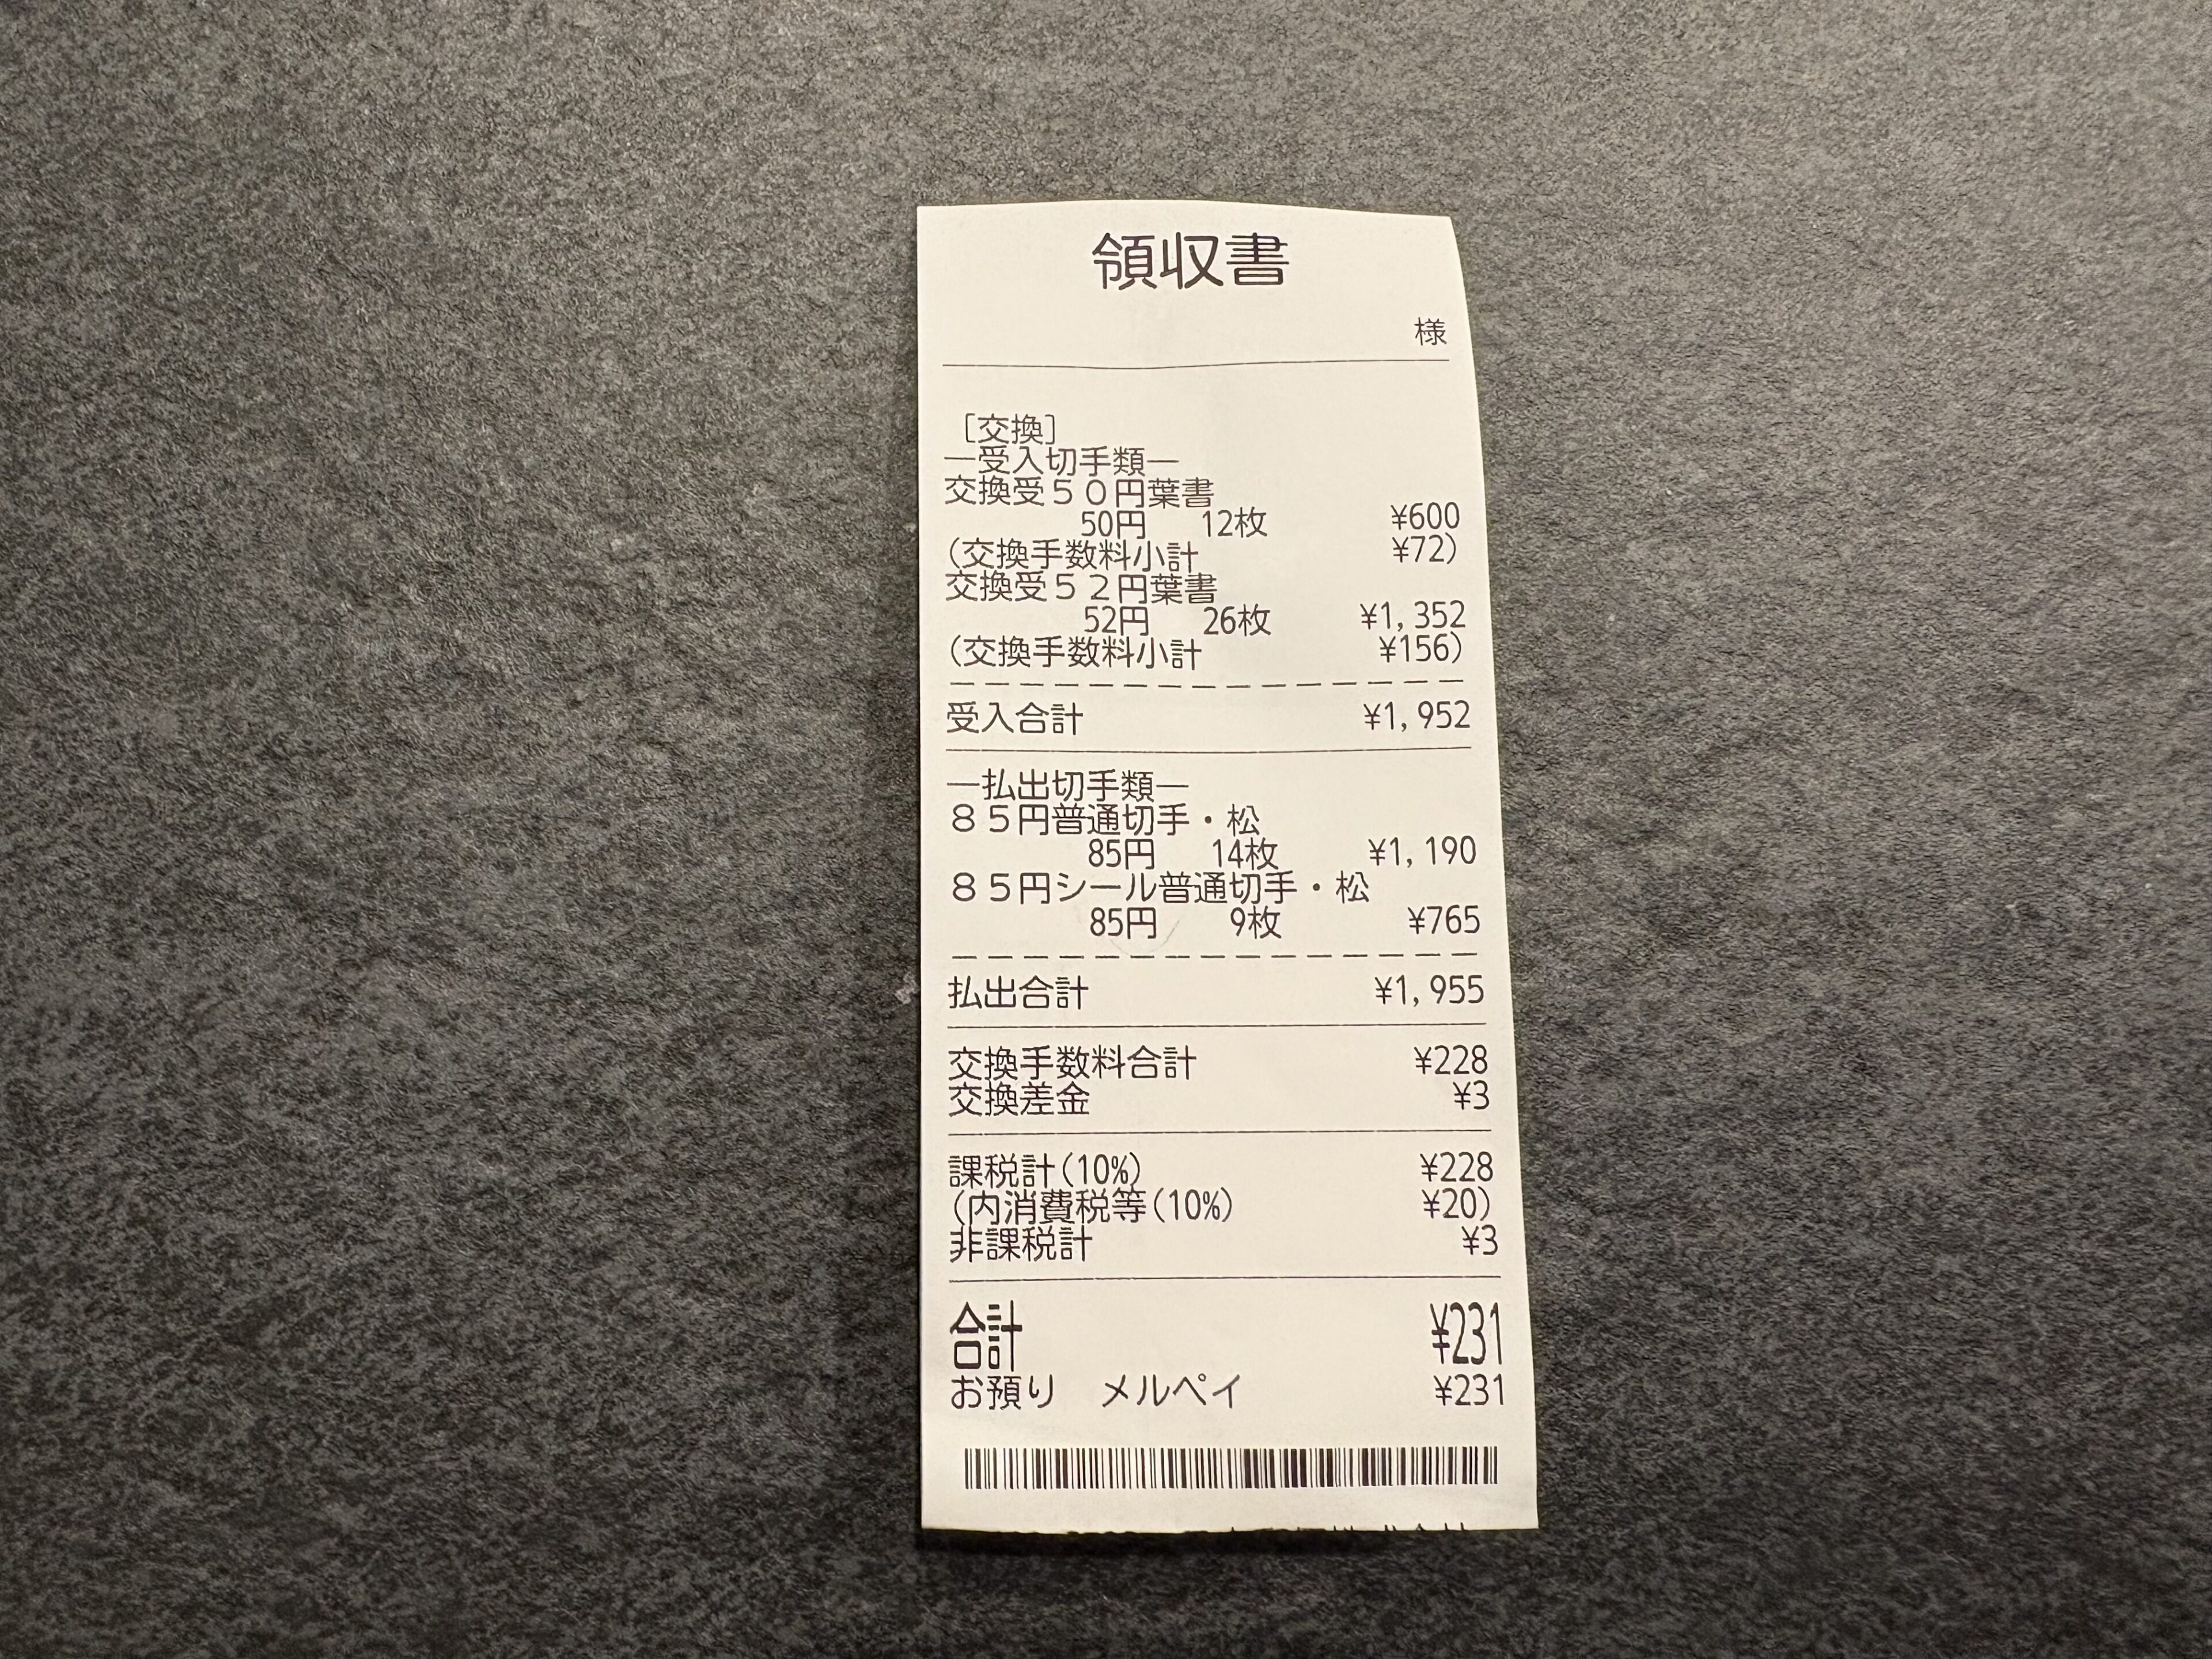 領収書
様
[交換]
―受入切手類―
交換受５０円葉書
50円 12枚 ¥600
(交換手数料小計 ¥72)
交換受５２円葉書
52円 26枚 ¥1,352
(交換手数料小計 ¥156)
受入合計 ¥1,952
―払出切手類―
８５円普通切手・松
85円 14枚 ¥1,190
８５円シール普通切手・松
85円 9枚 ¥765
払出合計 ¥1,955
交換手数料合計 ¥228
交換差金 ¥3
課税計(10%) ¥228
(内消費税等(10%) ¥20)
非課税計 ¥3
合計 ¥231
お預り メルペイ ¥231